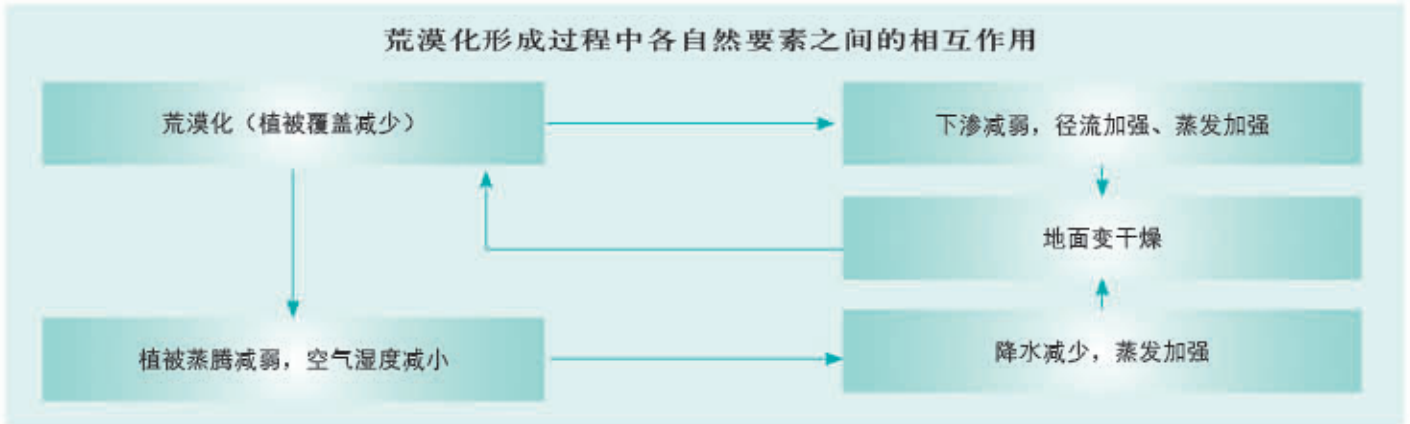 荒漠化形成过程中各自然要素之间的相互作用
荒漠化（植被覆盖减少）
下渗减弱，径流加强、蒸发加强
地面变干燥
植被蒸腾减弱，空气湿度减小
降水减少，蒸发加强